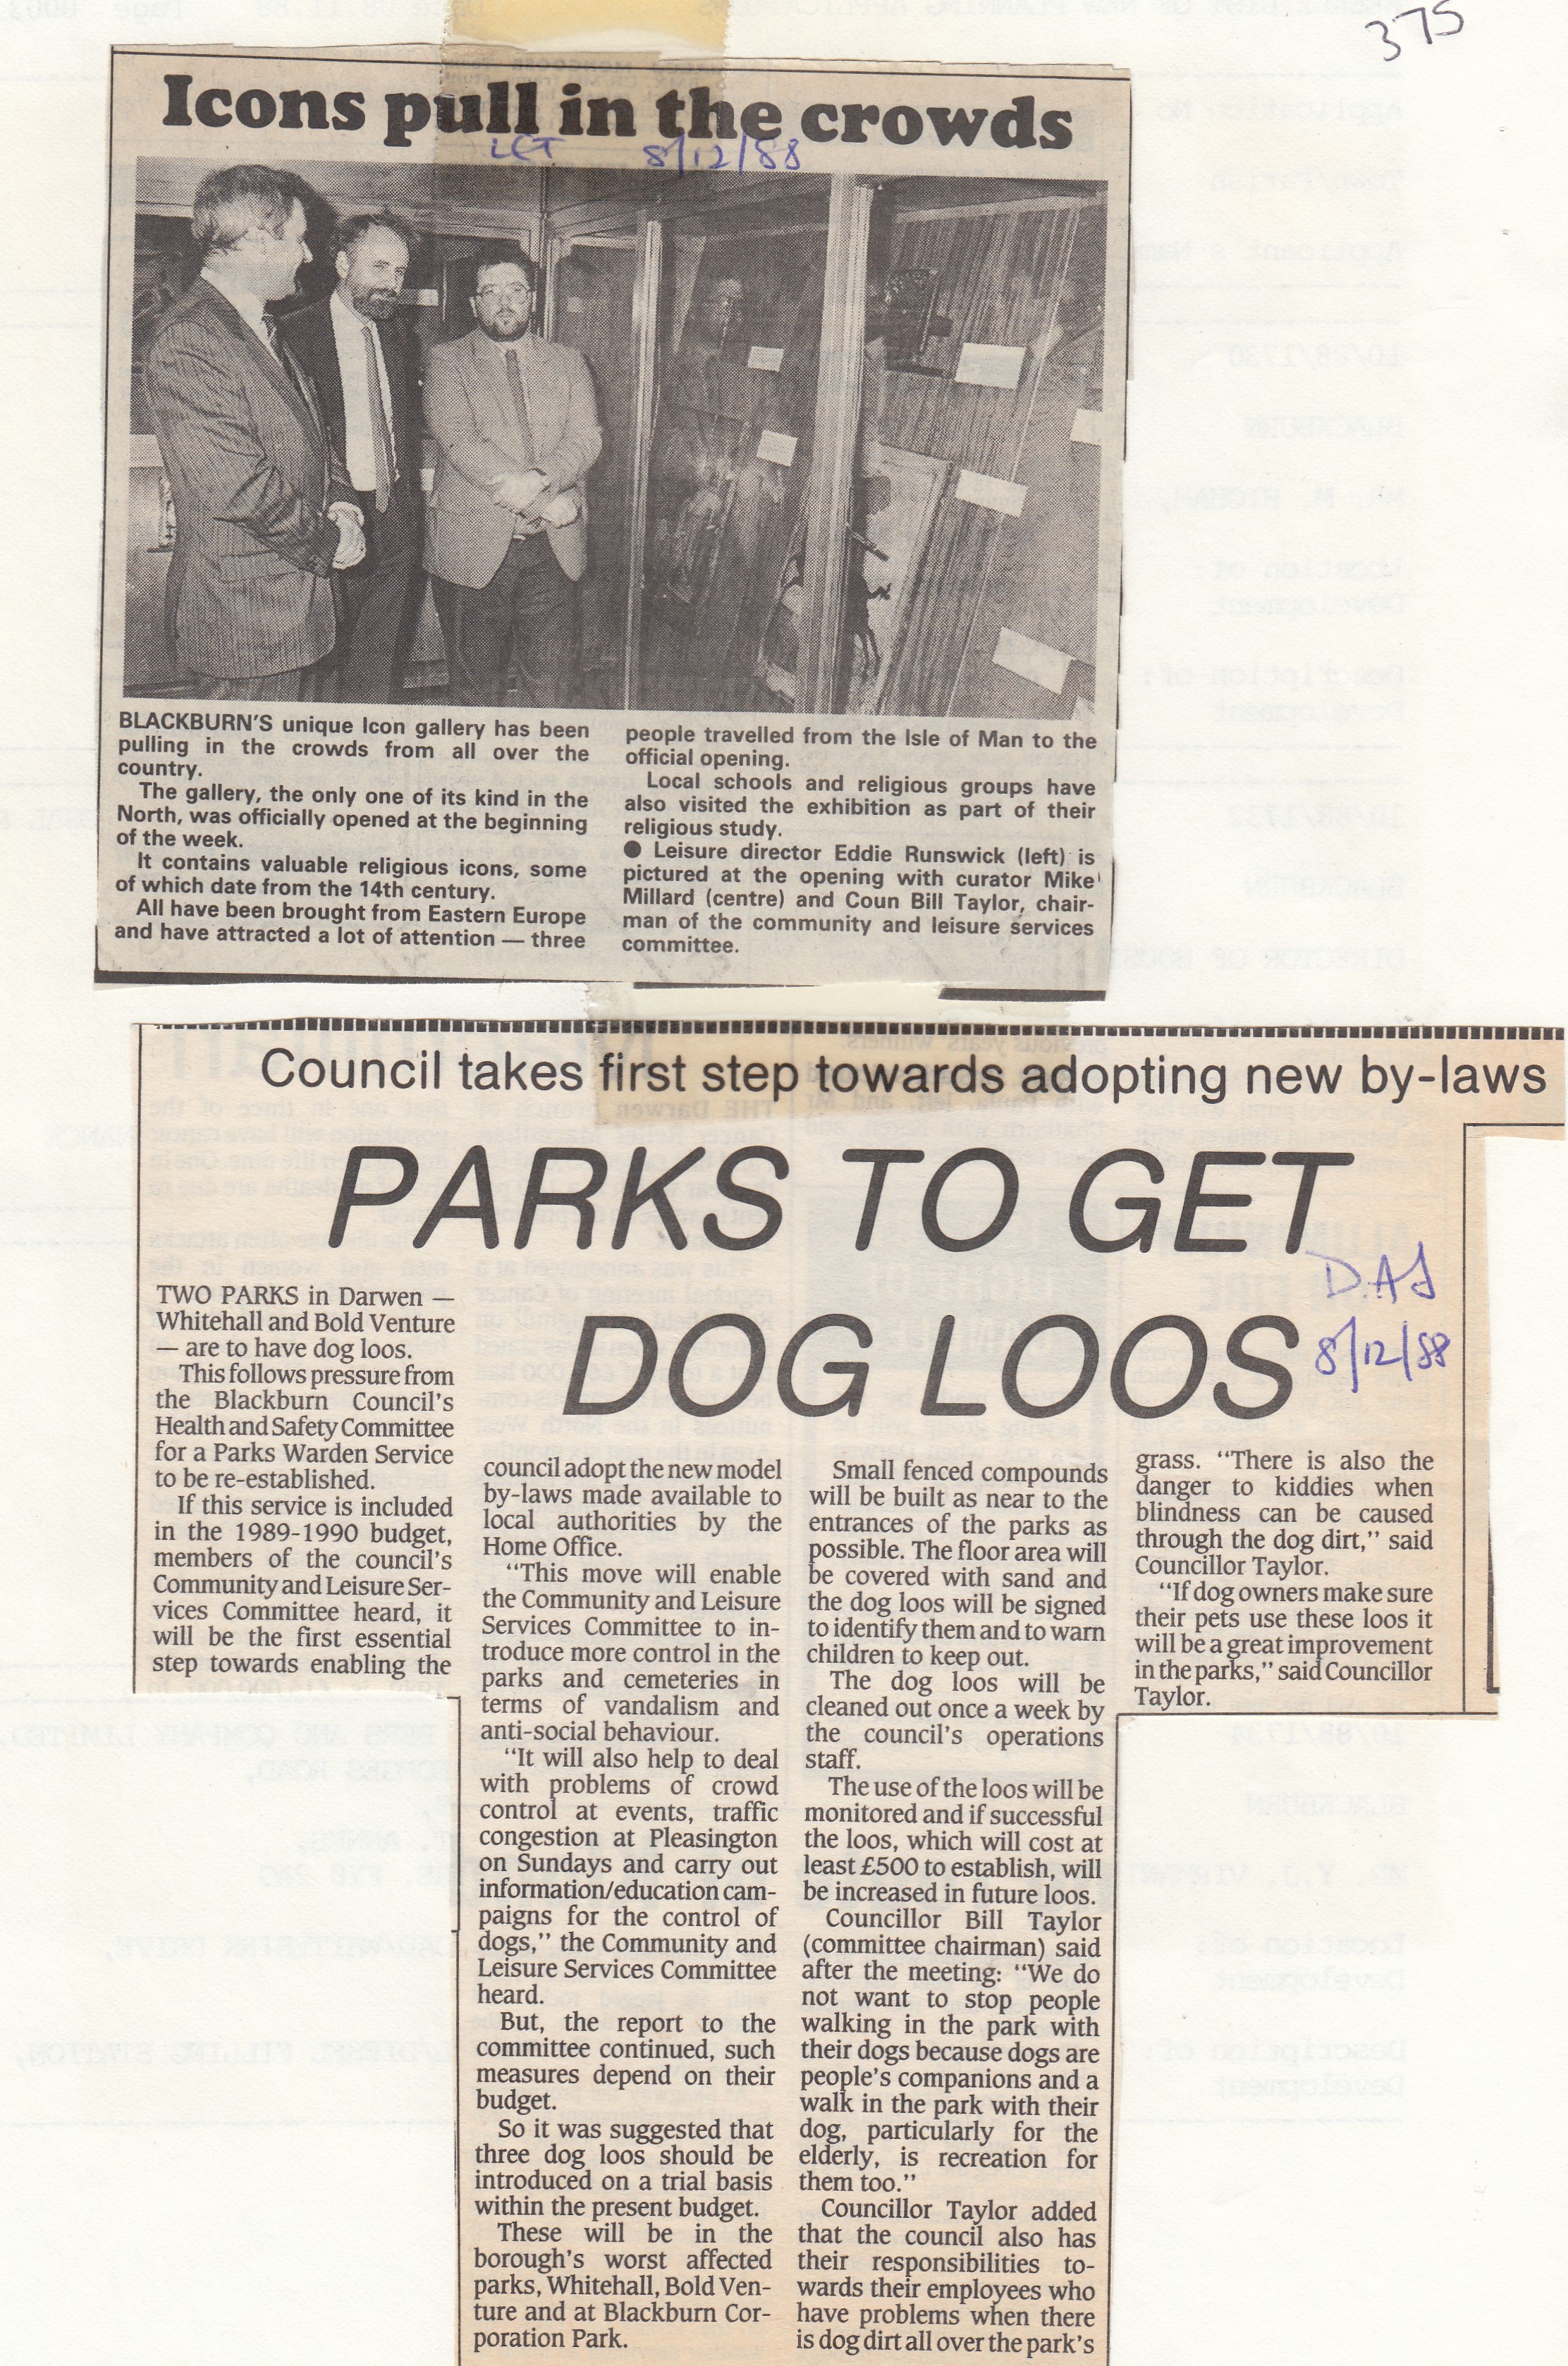 375
Icons pull in the crowds
LET 8/12/88
BLACKBURN'S unique Icon gallery has been
pulling in the crowds from all over the
country.
The gallery, the only one of its kind in the
North, was officially opened at the beginning
of the week.
It contains valuable religious icons, some
of which date from the 14th century.
All have been brought from Eastern Europe
and have attracted a lot of attention — three
people travelled from the Isle of Man to the
official opening.
Local schools and religious groups have
also visited the exhibition as part of their
religious study.
● Leisure director Eddie Runswick (left) is
pictured at the opening with curator Mike
Millard (centre) and Coun Bill Taylor, chair-
man of the community and leisure services
committee.
Council takes first step towards adopting new by-laws
PARKS TO GET
DOG LOOS
DAJ
8/12/88
TWO PARKS in Darwen —
Whitehall and Bold Venture
— are to have dog loos.
This follows pressure from
the Blackburn Council's
Health and Safety Committee
for a Parks Warden Service
to be re-established.
If this service is included
in the 1989-1990 budget,
members of the council's
Community and Leisure Ser-
vices Committee heard, it
will be the first essential
step towards enabling the
council adopt the new model
by-laws made available to
local authorities by the
Home Office.
"This move will enable
the Community and Leisure
Services Committee to in-
troduce more control in the
parks and cemeteries in
terms of vandalism and
anti-social behaviour.
"It will also help to deal
with problems of crowd
control at events, traffic
congestion at Pleasington
on Sundays and carry out
information/education cam-
paigns for the control of
dogs," the Community and
Leisure Services Committee
heard.
But, the report to the
committee continued, such
measures depend on their
budget.
So it was suggested that
three dog loos should be
introduced on a trial basis
within the present budget.
These will be in the
borough's worst affected
parks, Whitehall, Bold Ven-
ture and at Blackburn Cor-
poration Park.
Small fenced compounds
will be built as near to the
entrances of the parks as
possible. The floor area will
be covered with sand and
the dog loos will be signed
to identify them and to warn
children to keep out.
The dog loos will be
cleaned out once a week by
the council's operations
staff.
The use of the loos will be
monitored and if successful
the loos, which will cost at
least £500 to establish, will
be increased in future loos.
Councillor Bill Taylor
(committee chairman) said
after the meeting: "We do
not want to stop people
walking in the park with
their dogs because dogs are
people's companions and a
walk in the park with their
dog, particularly for the
elderly, is recreation for
them too."
Councillor Taylor added
that the council also has
their responsibilities to-
wards their employees who
have problems when there
is dog dirt all over the park's
grass. "There is also the
danger to kiddies when
blindness can be caused
through the dog dirt," said
Councillor Taylor.
"If dog owners make sure
their pets use these loos it
will be a great improvement
in the parks," said Councillor
Taylor.